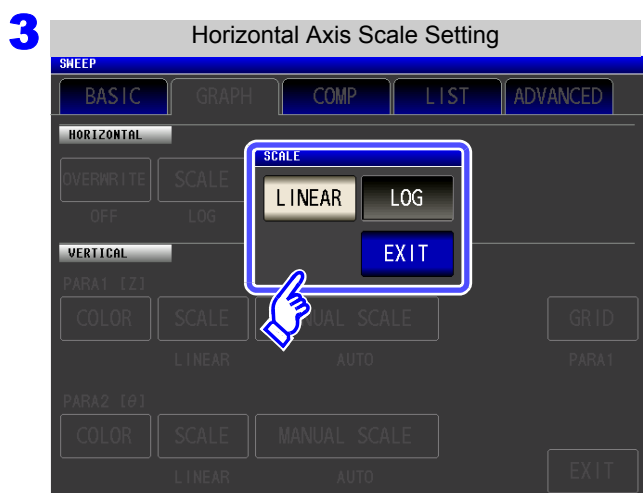 3
Horizontal Axis Scale Setting
SWEEP
BASIC GRAPH COMP LIST ADVANCED
HORIZONTAL
SCALE
OVERWRITE SCALE LINEAR LOG
OFF LOG
EXIT
VERTICAL
PARA1 [Z]
COLOR SCALE MANUAL SCALE GRID
LINEAR AUTO PARA1
PARA2 [θ]
COLOR SCALE MANUAL SCALE
LINEAR AUTO EXIT